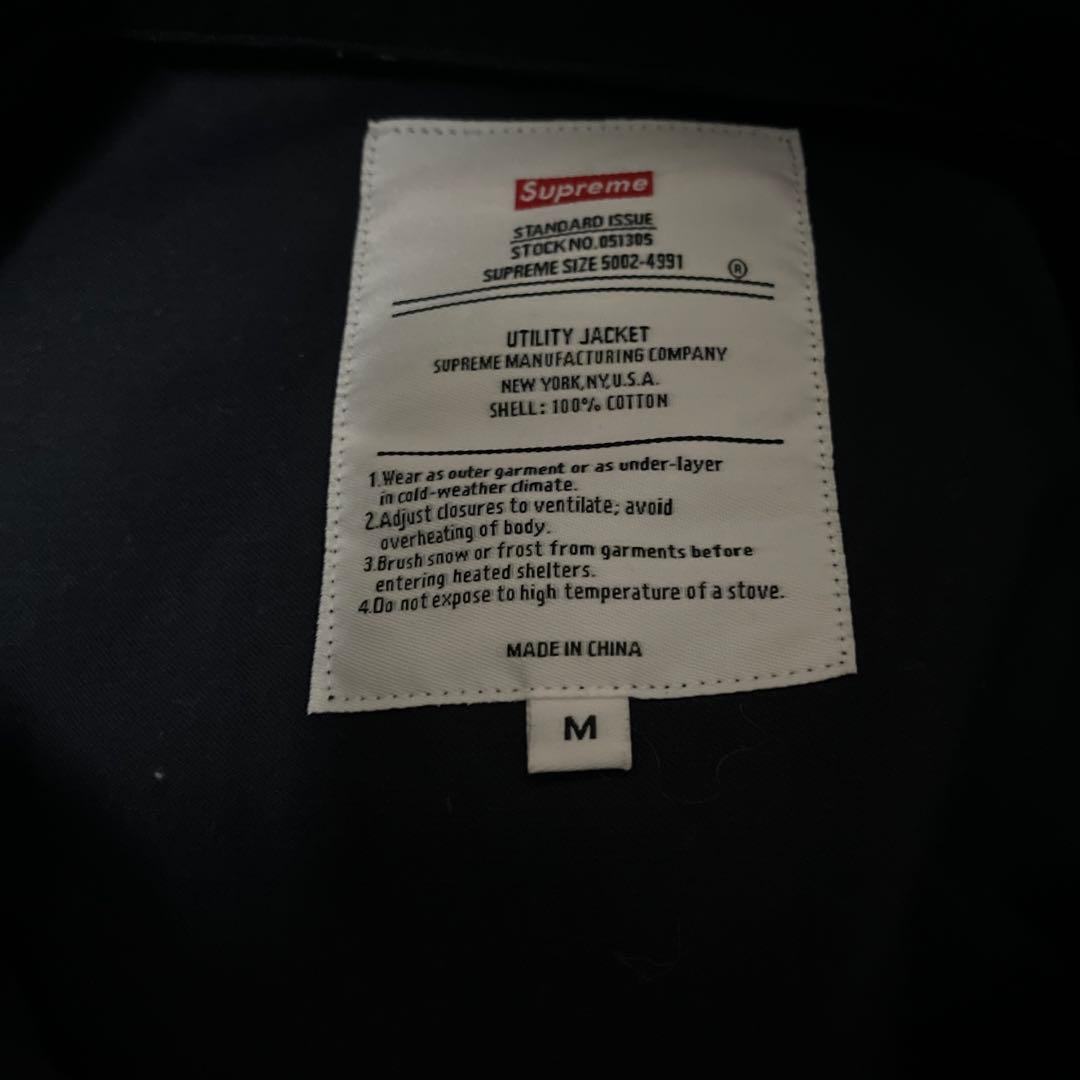 Supreme
STANDARD ISSUE
STOCK NO.051305
SUPREME SIZE 5002-4991
®
UTILITY JACKET
SUPREME MANUFACTURING COMPANY
NEW YORK,NY,U.S.A.
SHELL: 100% COTTON
1.Wear as outer garment or as under-layer
in cold-weather climate.
2.Adjust closures to ventilate; avoid
overheating of body.
3.Brush snow or frost from garments before
entering heated shelters.
4.Do not expose to high temperature of a stove.
MADE IN CHINA
M